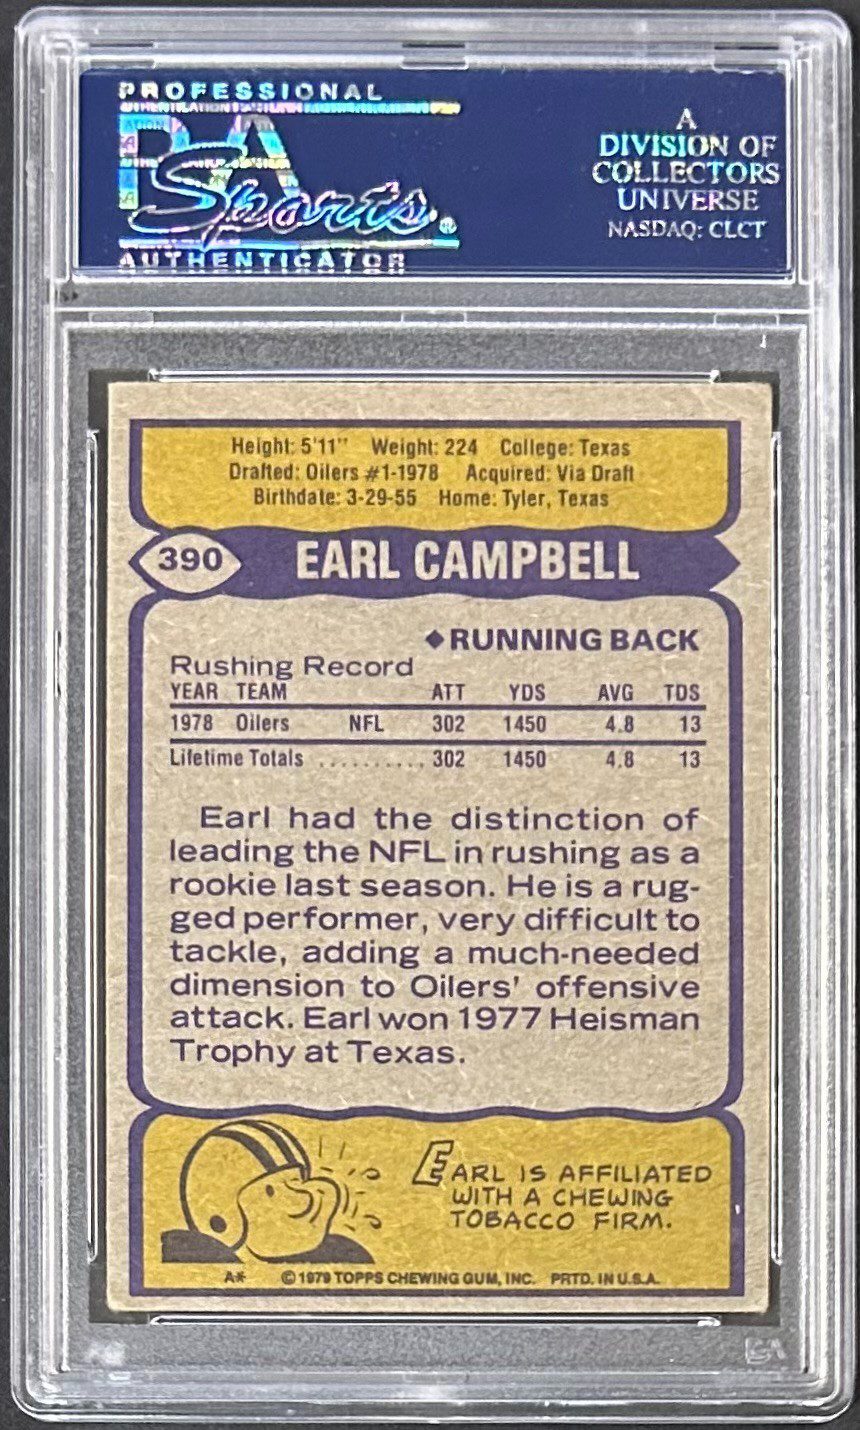 PROFESSIONAL
PSA
Sports®
AUTHENTICATOR
A
DIVISION OF
COLLECTORS
UNIVERSE
NASDAQ: CLCT
Height: 5'11" Weight: 224 College: Texas
Drafted: Oilers #1-1978 Acquired: Via Draft
Birthdate: 3-29-55 Home: Tyler, Texas
390 EARL CAMPBELL
◆RUNNING BACK
Rushing Record
YEAR TEAM ATT YDS AVG TDS
1978 Oilers NFL 302 1450 4.8 13
Lifetime Totals .......... 302 1450 4.8 13
Earl had the distinction of
leading the NFL in rushing as a
rookie last season. He is a rug-
ged performer, very difficult to
tackle, adding a much-needed
dimension to Oilers' offensive
attack. Earl won 1977 Heisman
Trophy at Texas.
EARL IS AFFILIATED
WITH A CHEWING
TOBACCO FIRM.
A* ©1979 TOPPS CHEWING GUM, INC. PRTD. IN U.S.A.